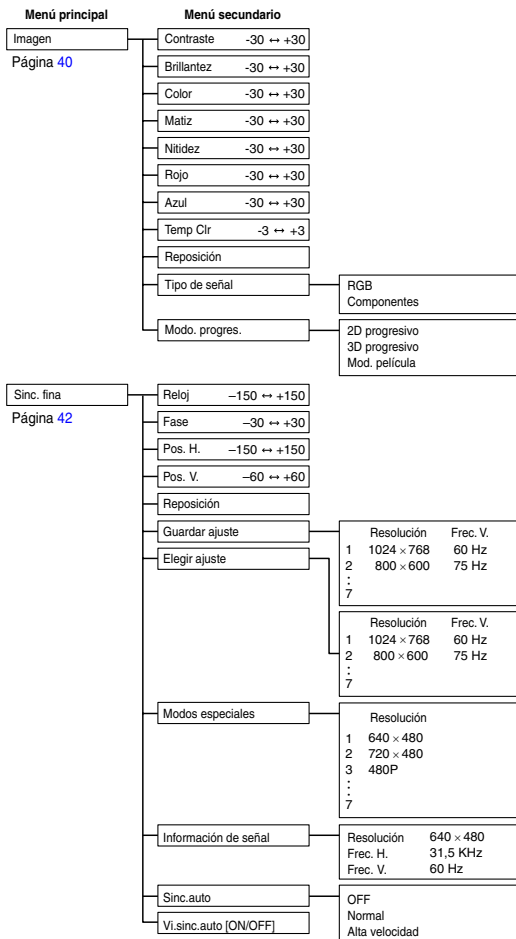 Menú principal Menú secundario
Imagen
Página 40
Contraste -30 ↔ +30
Brillantez -30 ↔ +30
Color -30 ↔ +30
Matiz -30 ↔ +30
Nitidez -30 ↔ +30
Rojo -30 ↔ +30
Azul -30 ↔ +30
Temp Clr -3 ↔ +3
Reposición
Tipo de señal
RGB
Componentes
Modo. progres.
2D progresivo
3D progresivo
Mod. película
Sinc. fina
Página 42
Reloj –150 ↔ +150
Fase –30 ↔ +30
Pos. H. –150 ↔ +150
Pos. V. –60 ↔ +60
Reposición
Guardar ajuste
Resolución Frec. V.
1 1024 × 768 60 Hz
2 800 × 600 75 Hz
:
7
Elegir ajuste
Resolución Frec. V.
1 1024 × 768 60 Hz
2 800 × 600 75 Hz
:
7
Modos especiales
Resolución
1 640 × 480
2 720 × 480
3 480P
:
:
7
Información de señal
Resolución 640 × 480
Frec. H. 31,5 KHz
Frec. V. 60 Hz
Sinc.auto
OFF
Normal
Alta velocidad
Vi.sinc.auto [ON/OFF]